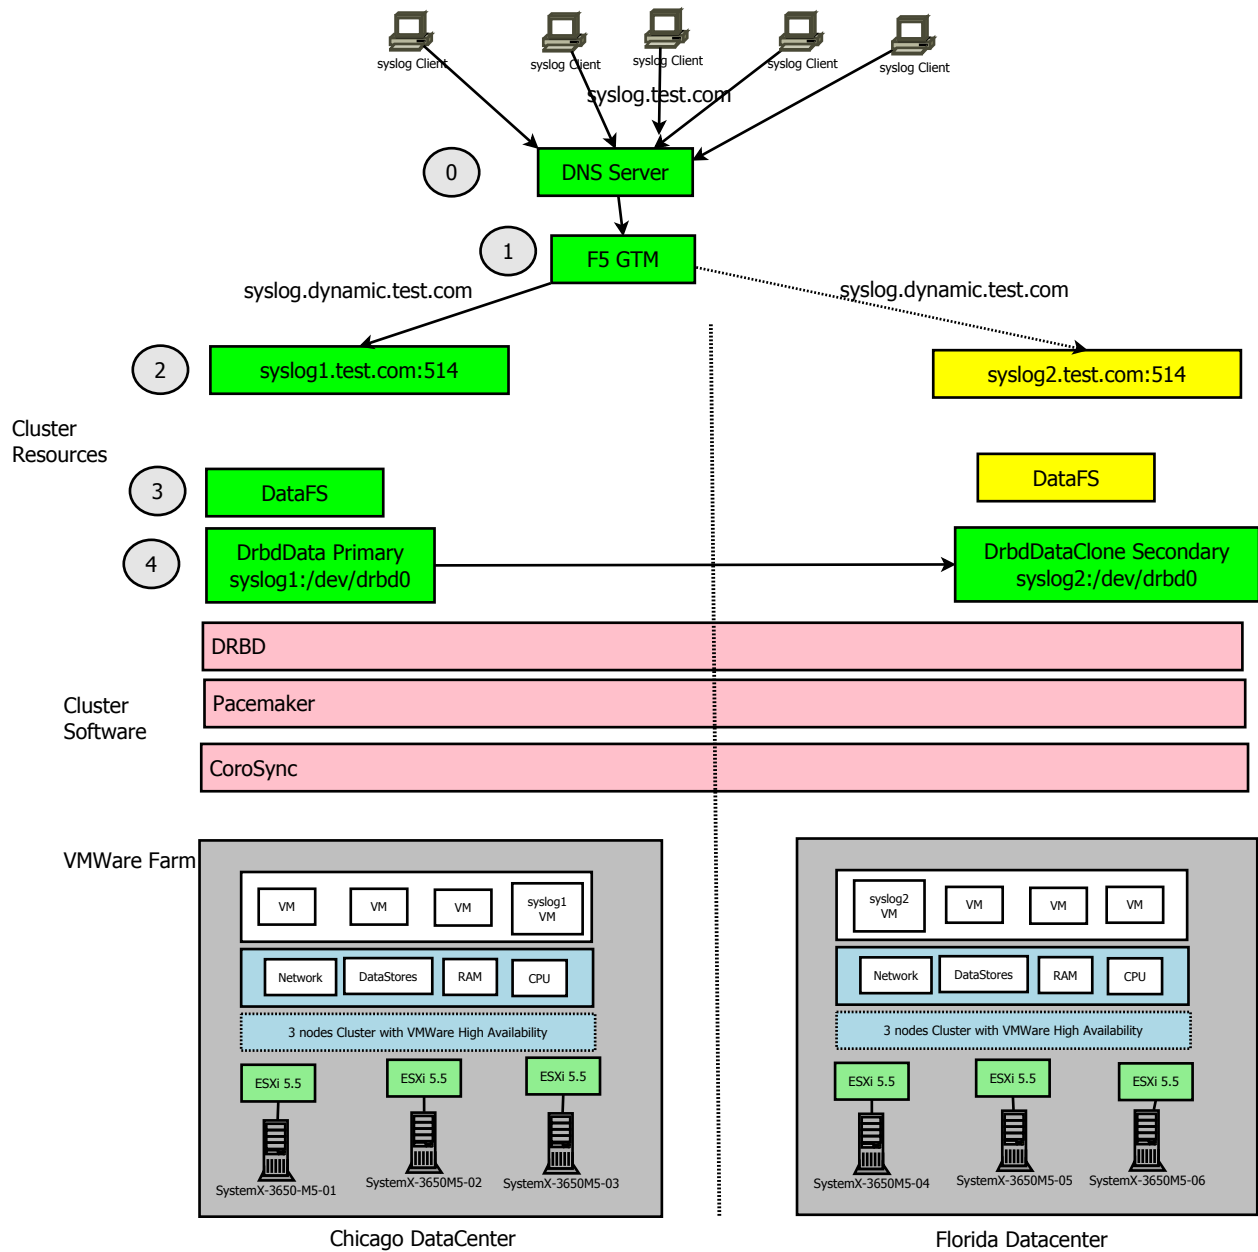 syslog Client
syslog Client
syslog Client
syslog Client
syslog Client
syslog.test.com
0
DNS Server
1
F5 GTM
syslog.dynamic.test.com
syslog.dynamic.test.com
2
syslog1.test.com:514
syslog2.test.com:514
Cluster
Resources
3
DataFS
DataFS
4
DrbdData Primary
syslog1:/dev/drbd0
DrbdDataClone Secondary
syslog2:/dev/drbd0
DRBD
Cluster
Software
Pacemaker
CoroSync
VMWare Farm
VM
VM
VM
syslog1
VM
Network
DataStores
RAM
CPU
3 nodes Cluster with VMWare High Availability
ESXi 5.5
ESXi 5.5
ESXi 5.5
SystemX-3650-M5-01
SystemX-3650M5-02
SystemX-3650M5-03
Chicago DataCenter
syslog2
VM
VM
VM
VM
Network
DataStores
RAM
CPU
3 nodes Cluster with VMWare High Availability
ESXi 5.5
ESXi 5.5
ESXi 5.5
SystemX-3650M5-04
SystemX-3650M5-05
SystemX-3650M5-06
Florida Datacenter